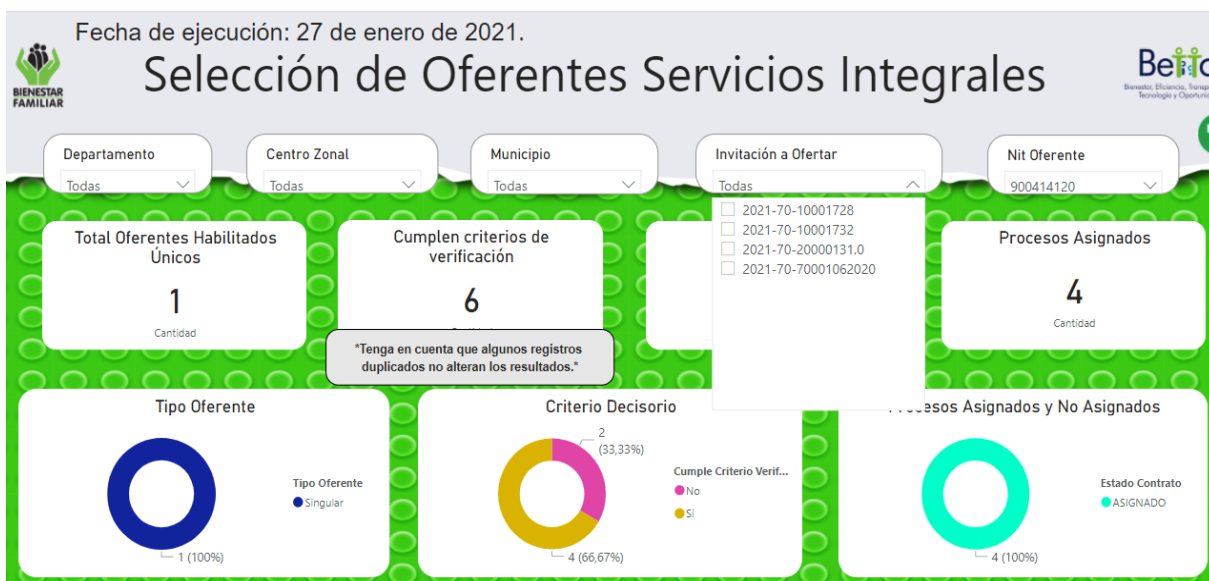 Fecha de ejecución: 27 de enero de 2021.
Selección de Oferentes Servicios Integrales
BIENESTAR
FAMILIAR
Departamento
Todas
Centro Zonal
Todas
Municipio
Todas
Invitación a Ofertar
Todas
2021-70-10001728
2021-70-10001732
2021-70-20000131.0
2021-70-70001062020
Nit Oferente
900414120
Total Oferentes Habilitados
Únicos
1
Cantidad
Cumplen criterios de
verificación
6
*Tenga en cuenta que algunos registros
duplicados no alteran los resultados.*
Procesos Asignados
4
Cantidad
Tipo Oferente
Tipo Oferente
Singular
1 (100%)
Criterio Decisorio
2
(33,33%)
Cumple Criterio Verif...
No
SI
4 (66,67%)
Asignados y No Asignados
Estado Contrato
ASIGNADO
4 (100%)